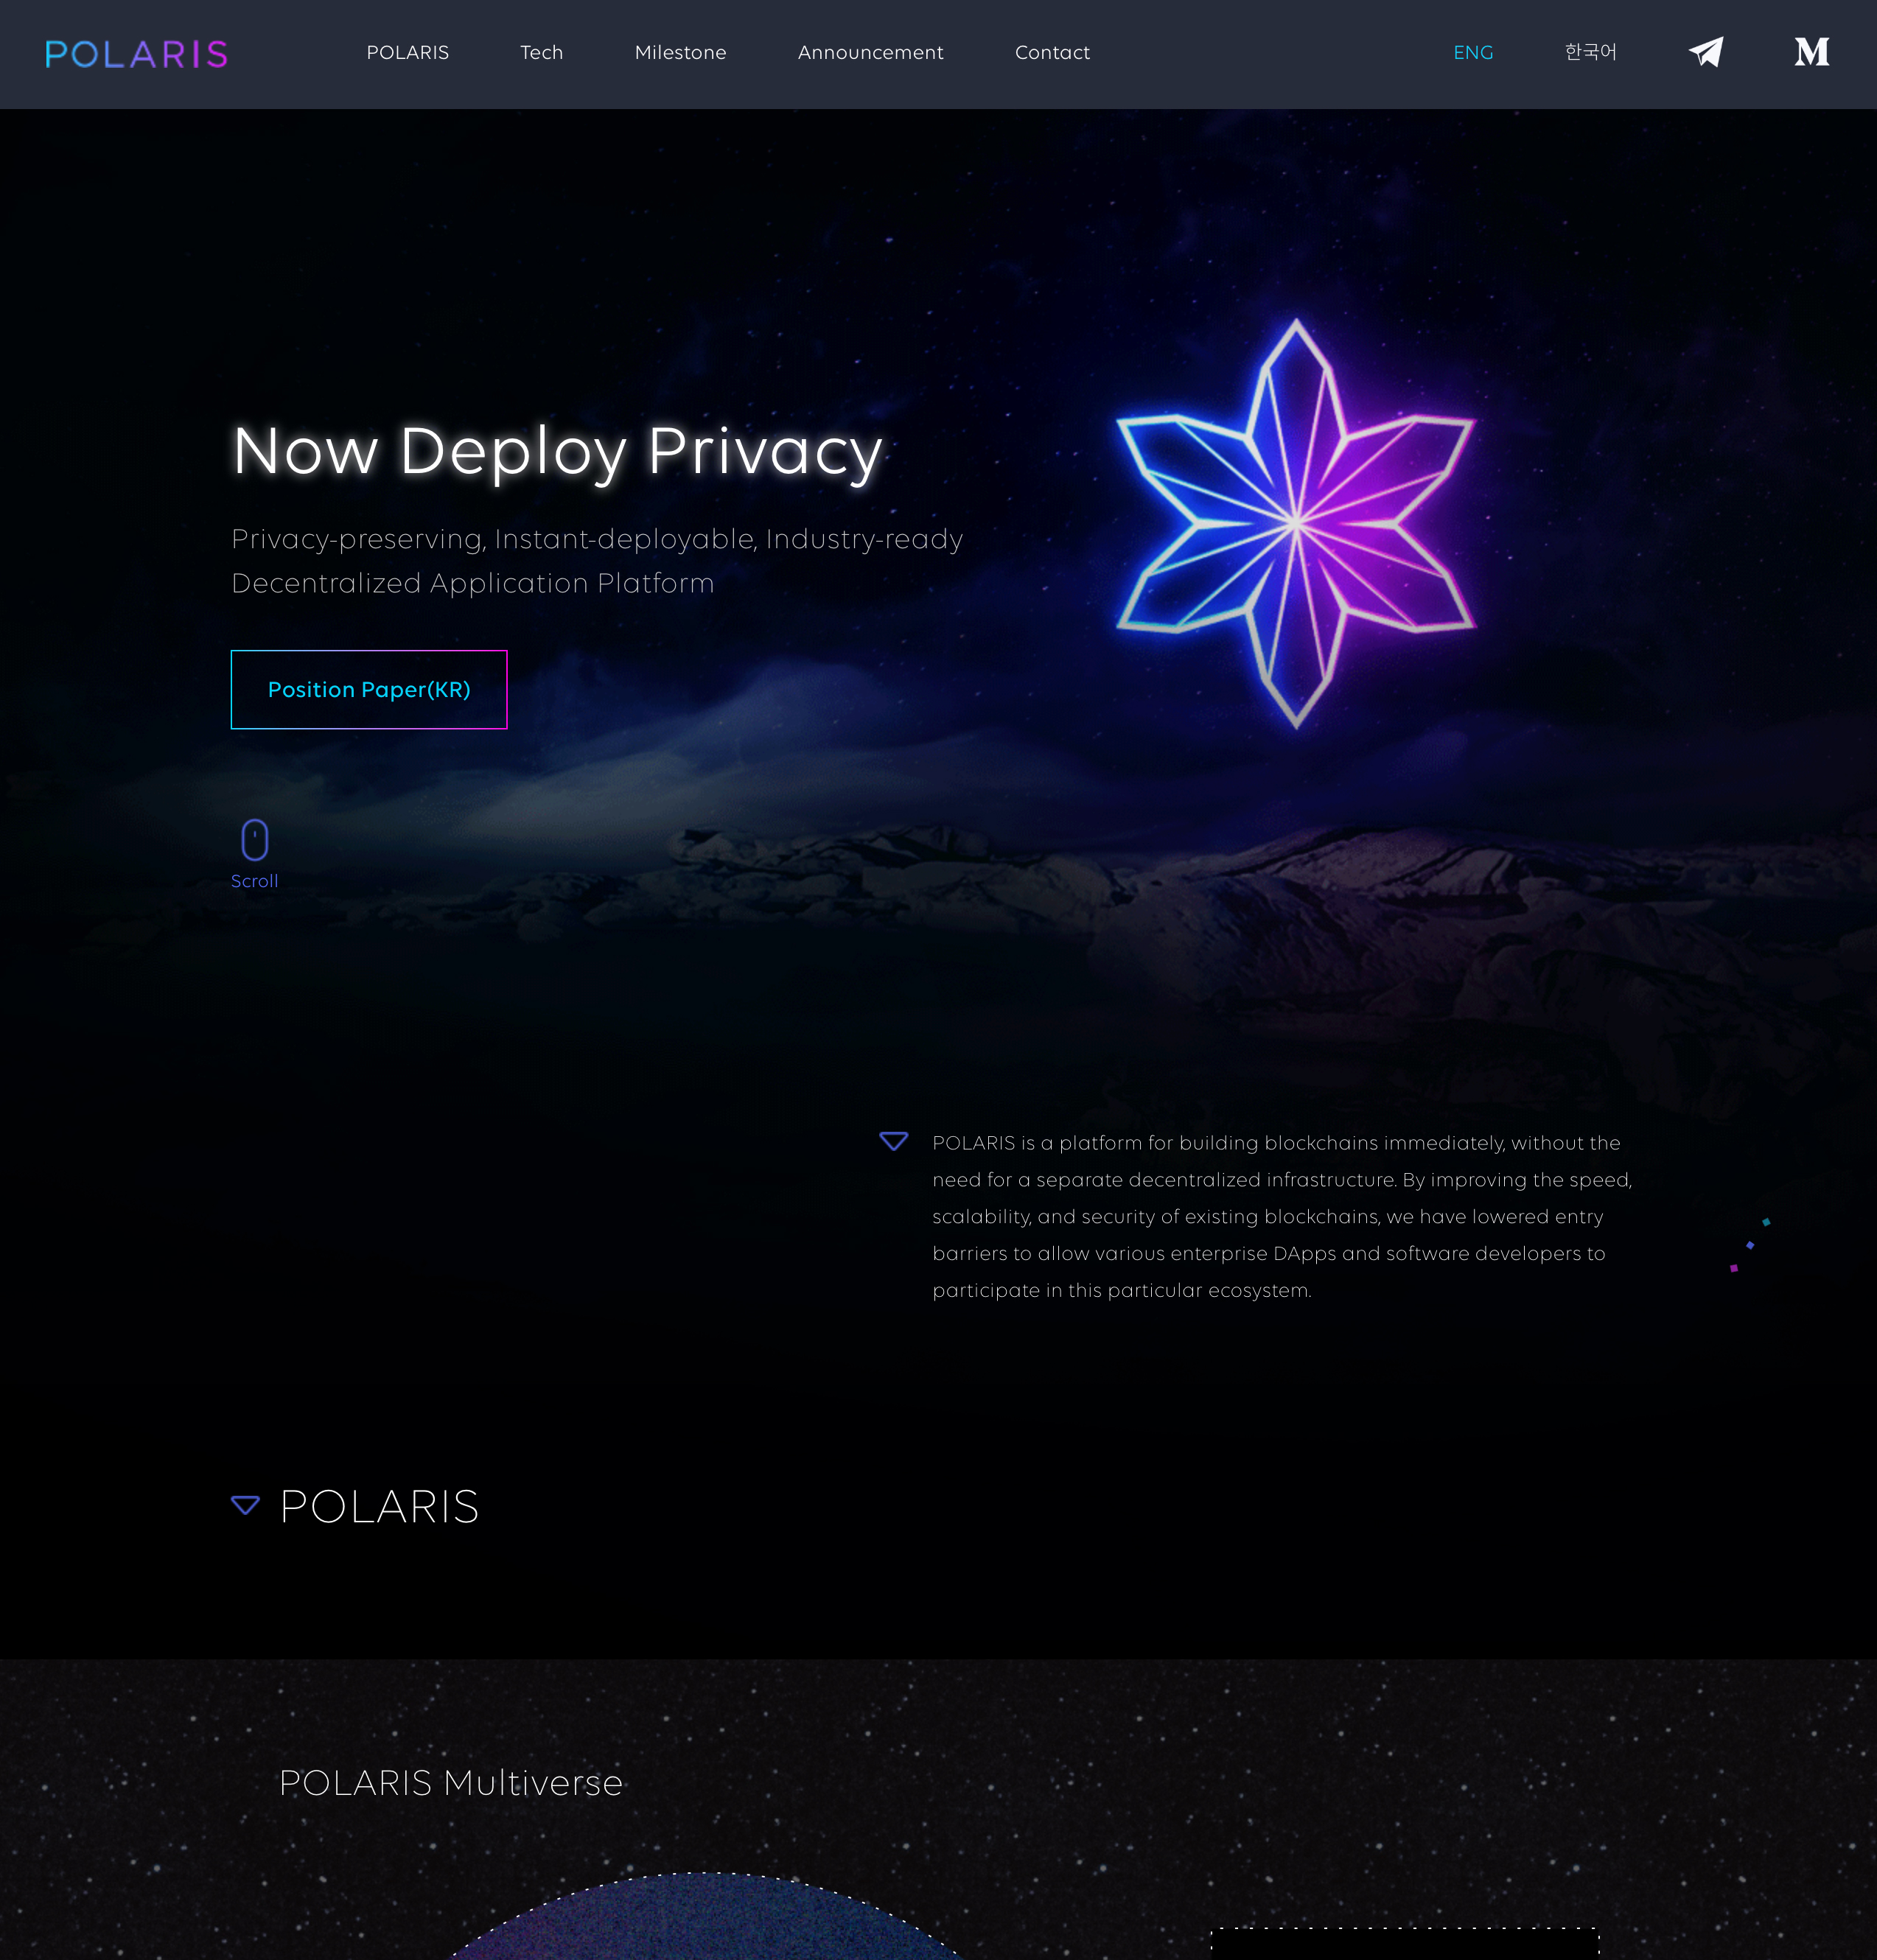 POLARIS
POLARIS Tech Milestone Announcement Contact ENG 한국어 M
Now Deploy Privacy
Privacy-preserving, Instant-deployable, Industry-ready
Decentralized Application Platform
Position Paper(KR)
Scroll
POLARIS is a platform for building blockchains immediately, without the
need for a separate decentralized infrastructure. By improving the speed,
scalability, and security of existing blockchains, we have lowered entry
barriers to allow various enterprise DApps and software developers to
participate in this particular ecosystem.
POLARIS
POLARIS Multiverse